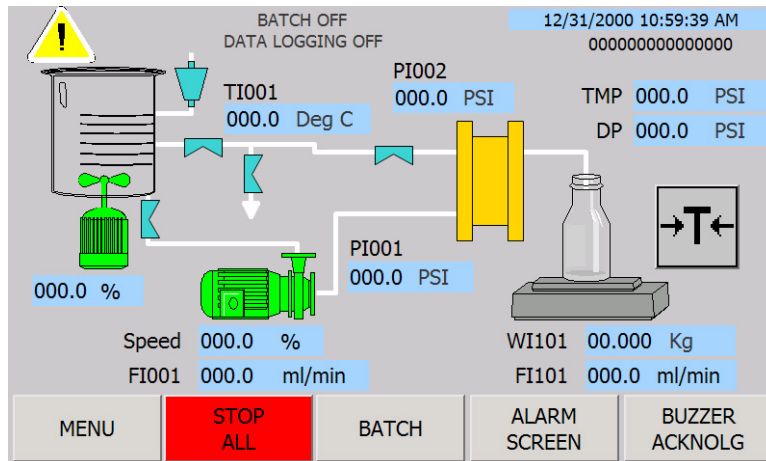 BATCH OFF
DATA LOGGING OFF
12/31/2000 10:59:39 AM
000000000000000
!
TI001
000.0 Deg C
PI002
000.0 PSI
TMP 000.0 PSI
DP 000.0 PSI
→T←
PI001
000.0 PSI
000.0 %
Speed 000.0 %
FI001 000.0 ml/min
WI101 00.000 Kg
FI101 000.0 ml/min
MENU
STOP
ALL
BATCH
ALARM
SCREEN
BUZZER
ACKNOLG